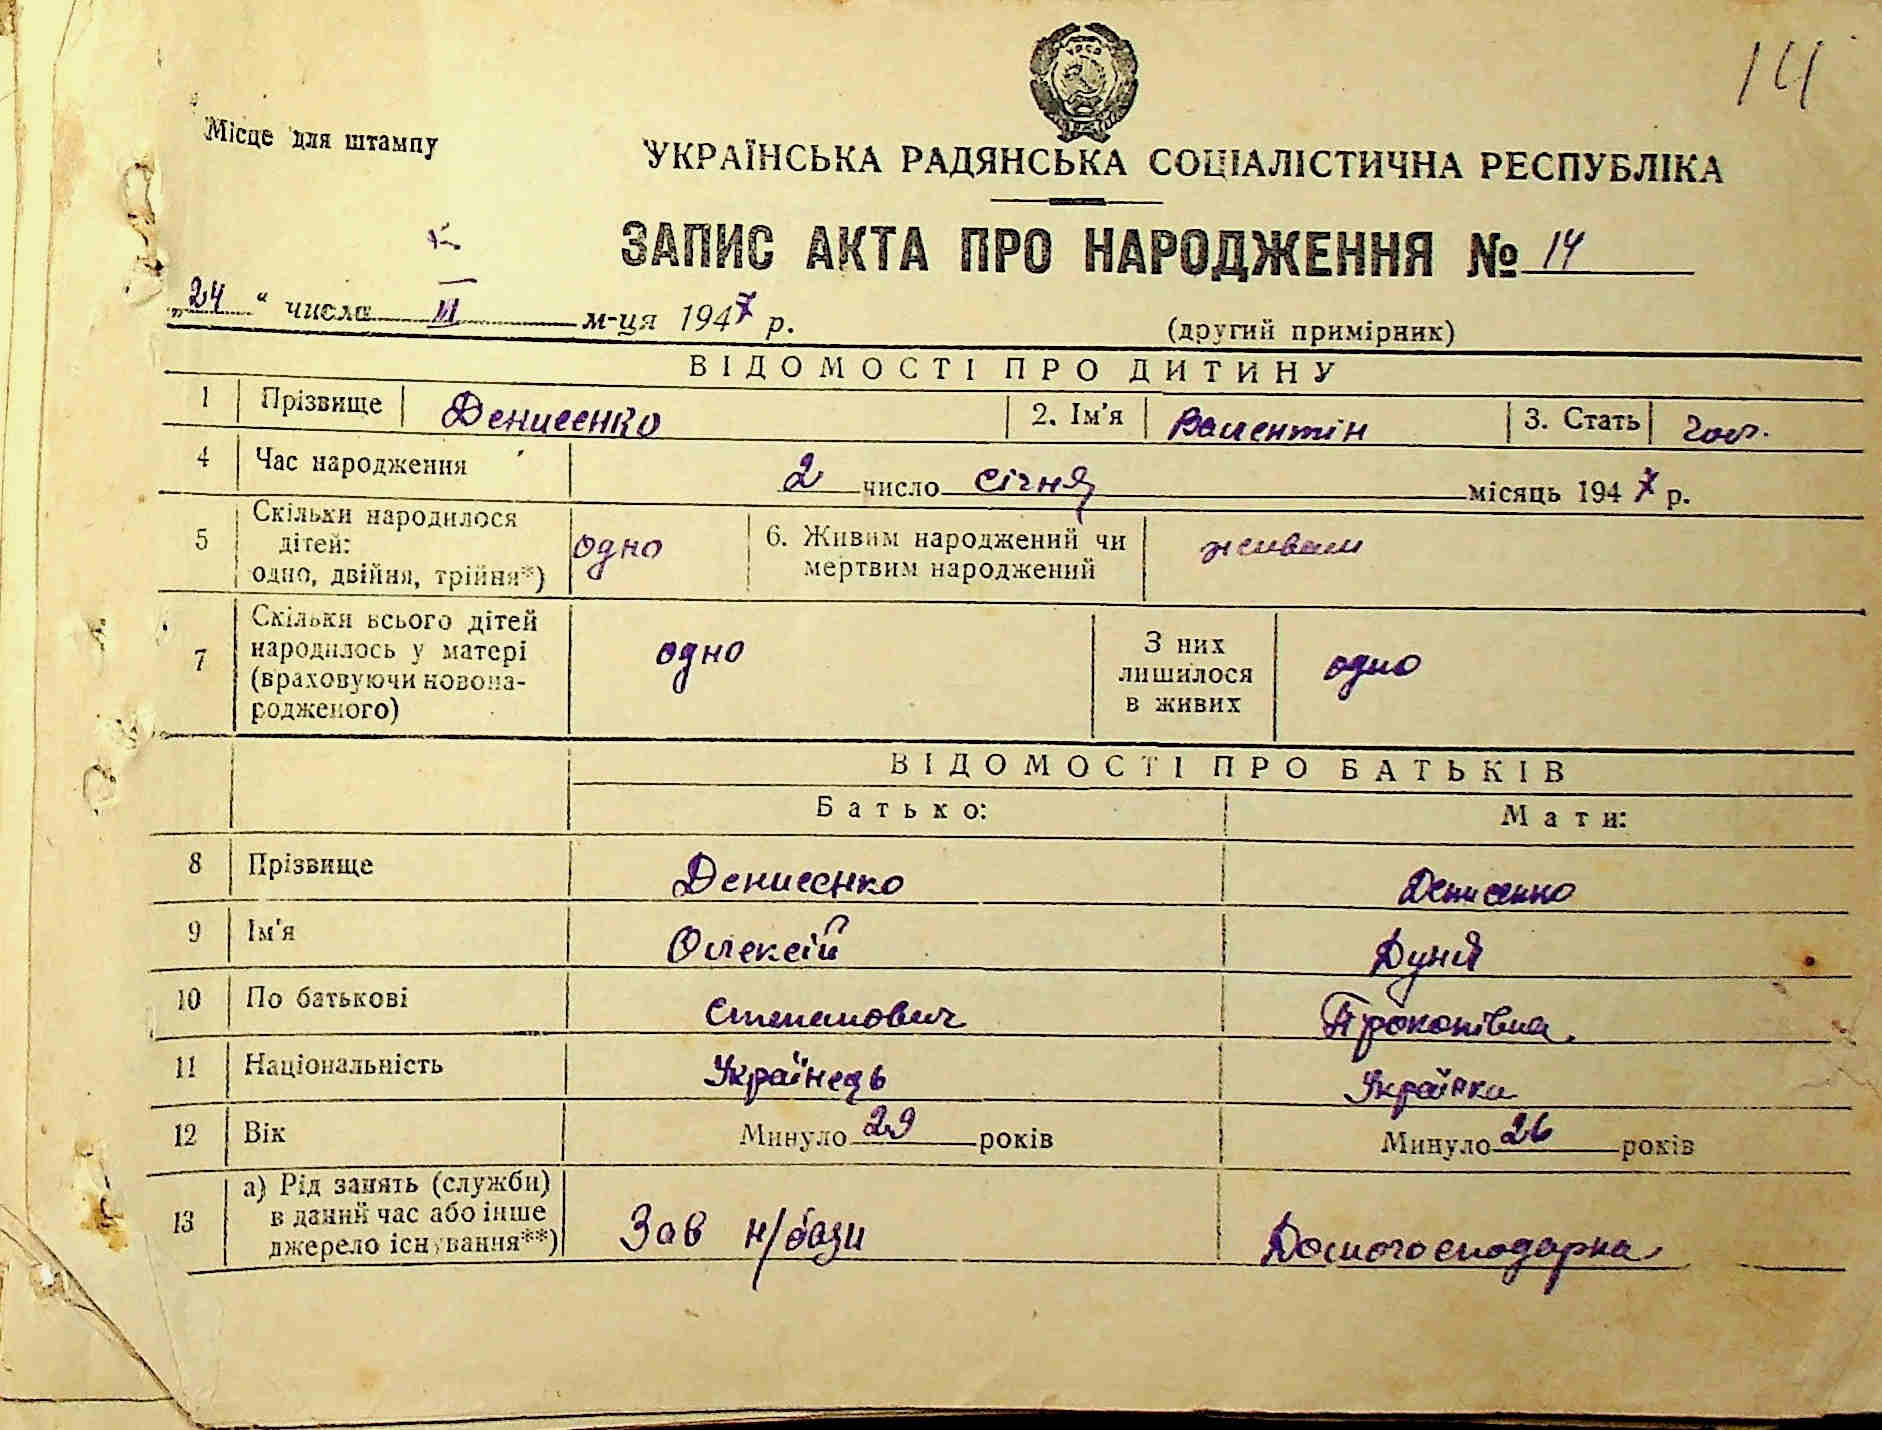 14
Місце для штампу
УКРАЇНСЬКА РАДЯНСЬКА СОЦІАЛІСТИЧНА РЕСПУБЛІКА
ЗАПИС АКТА ПРО НАРОДЖЕННЯ № 14
„24“ числа III м-ця 1947 р.
(другий примірник)
ВІДОМОСТІ ПРО ДИТИНУ
1 Прізвище Денисенко 2. Ім'я Валентін 3. Стать чол.
4 Час народження 2 число січня місяць 1947 р.
5 Скільки народилося дітей: одно, двійня, трійня*) одно 6. Живим народжений чи мертвим народжений живим
7 Скільки всього дітей народилось у матері (враховуючи новонародженого) одно З них лишилося в живих одно
ВІДОМОСТІ ПРО БАТЬКІВ
Батько: Мати:
8 Прізвище Денисенко Денисенко
9 Ім'я Олексій Дуня
10 По батькові Степанович Прокопівна
11 Національність Українець Українка
12 Вік Минуло 29 років Минуло 26 років
13 а) Рід занять (служби) в даний час або інше джерело існування**) Зав н/бази Домогосподарка